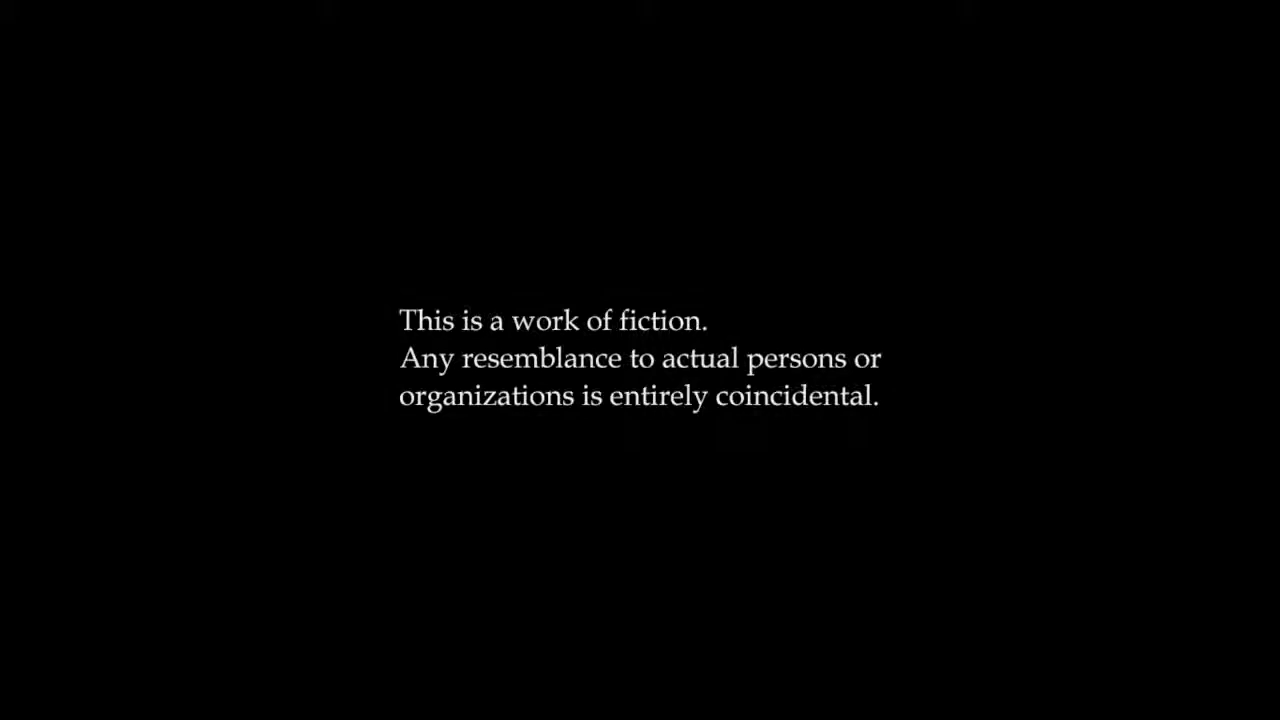 This is a work of fiction.
Any resemblance to actual persons or
organizations is entirely coincidental.